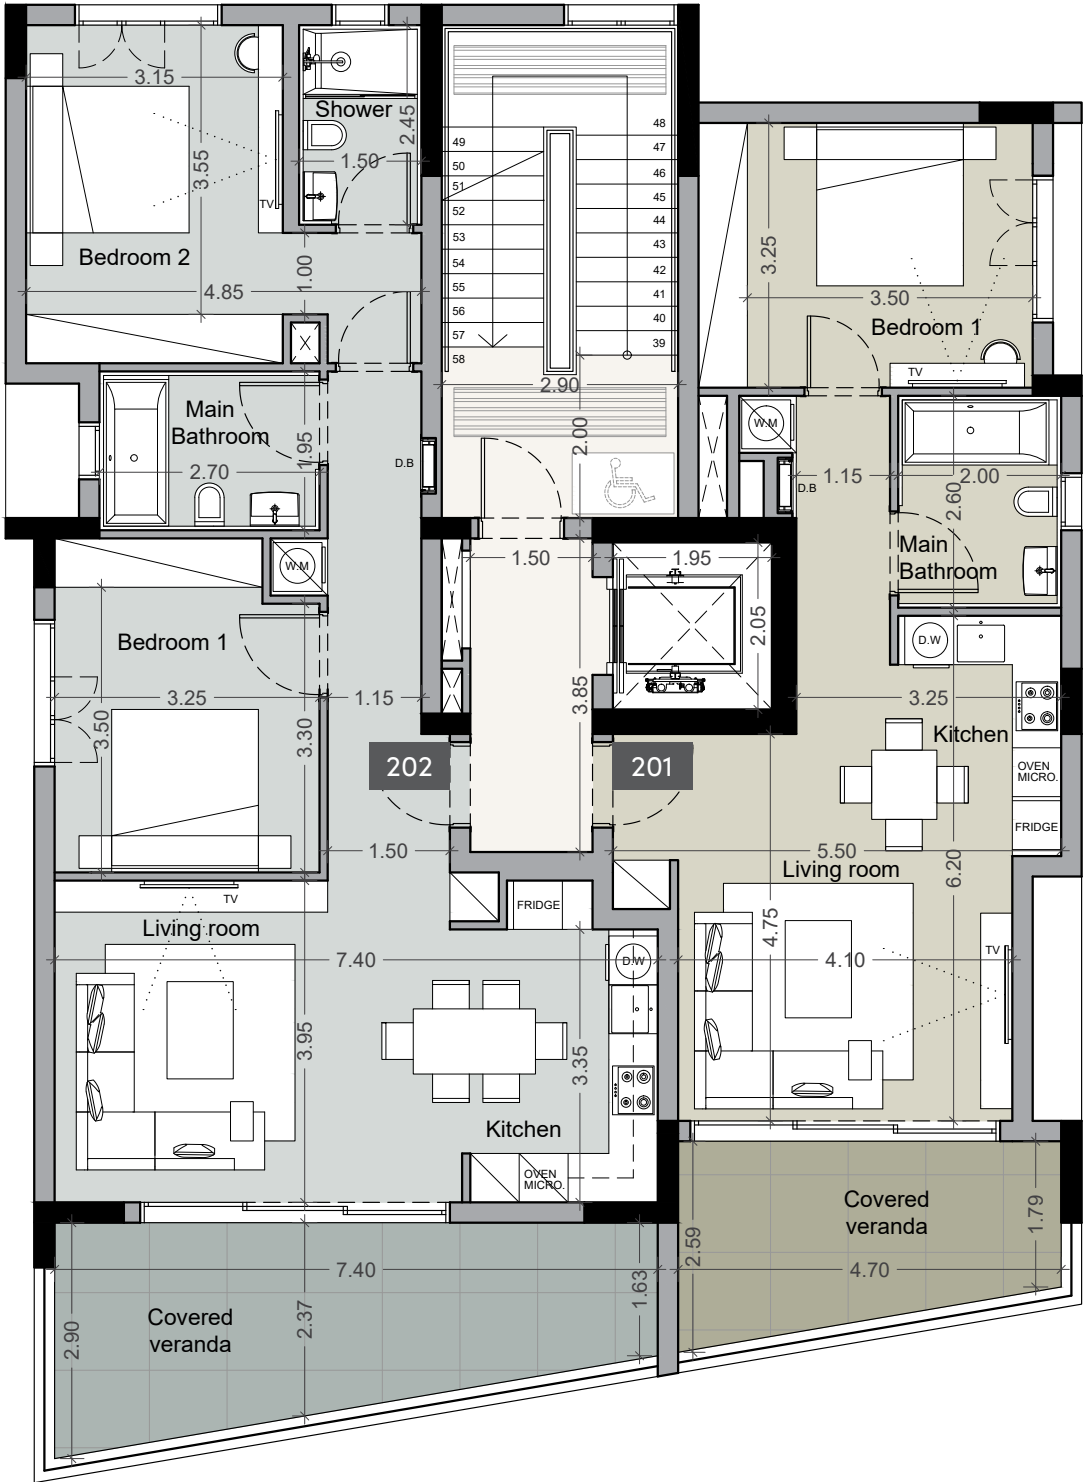 3.15
Shower
2.45
1.50
3.55
TV
Bedroom 2
1.00
4.85
X
49
50
51
52
53
54
55
56
57
58
48
47
46
45
44
43
42
41
40
39
2.90
2.00
3.25
3.50
Bedroom 1
TV
Main
Bathroom
1.95
2.70
D.B
W.M
D.B
1.15
2.00
2.60
Main
Bathroom
W.M
1.50
1.95
2.05
Bedroom 1
3.25
3.50
3.30
1.15
3.85
D.W
3.25
Kitchen
OVEN
MICRO.
FRIDGE
202
201
1.50
5.50
6.20
Living room
4.75
4.10
TV
TV
Living room
FRIDGE
7.40
D.W
3.95
3.35
Kitchen
OVEN
MICRO.
Covered
veranda
1.79
2.59
4.70
7.40
1.63
2.37
2.90
Covered
veranda